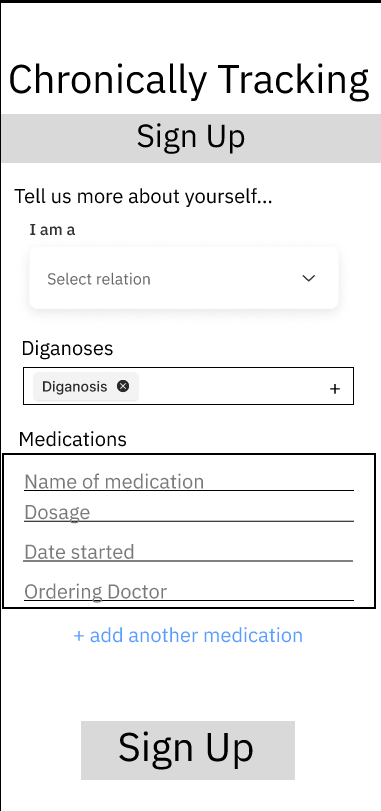 Chronically Tracking
Sign Up
Tell us more about yourself...
I am a
Select relation
Diganoses
Diganosis
+
Medications
Name of medication
Dosage
Date started
Ordering Doctor
+ add another medication
Sign Up